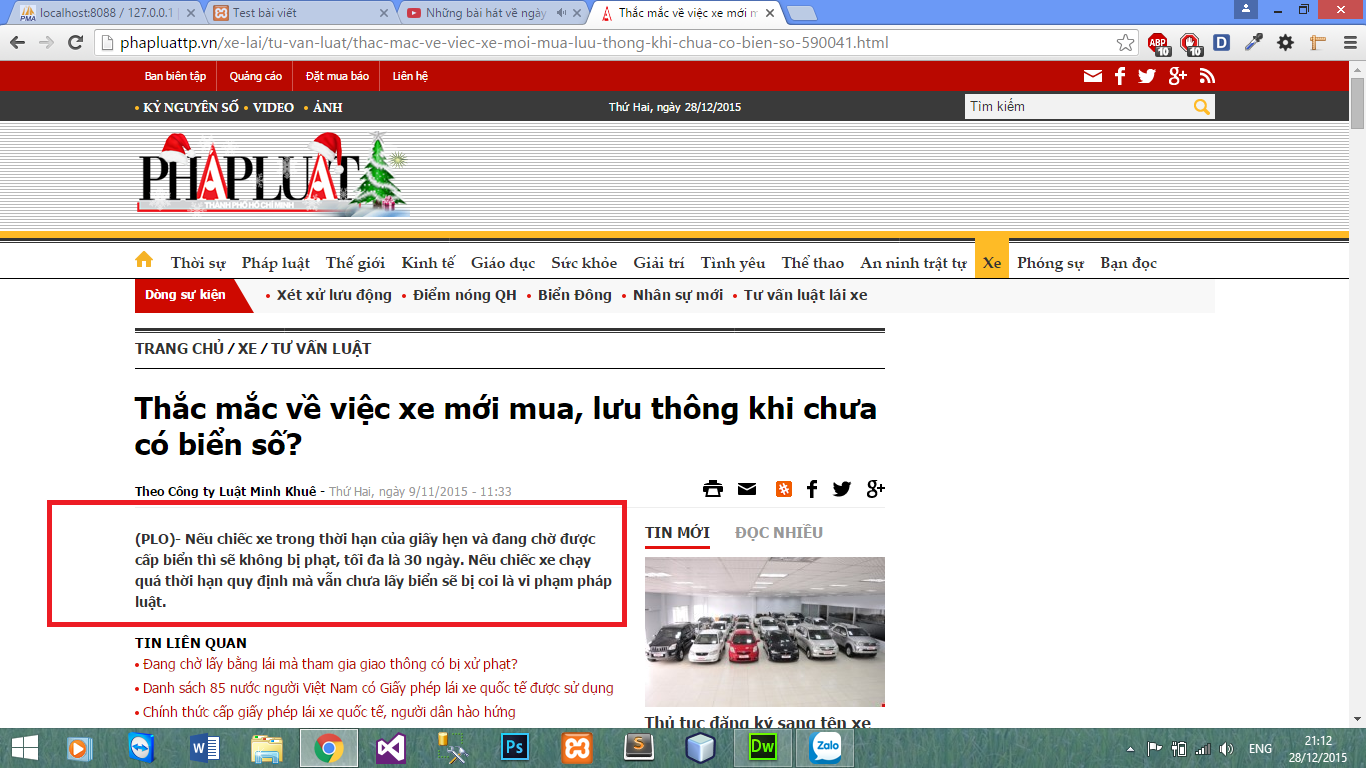 localhost:8088 / 127.0.0.1
Test bài viết
Những bài hát về ngày
Thắc mắc về việc xe mới m
phapluattp.vn/xe-lai/tu-van-luat/thac-mac-ve-viec-xe-moi-mua-luu-thong-khi-chua-co-bien-so-590041.html
ABP 10 10
Ban biên tập Quảng cáo Đặt mua báo Liên hệ
KỶ NGUYÊN SỐ VIDEO ẢNH Thứ Hai, ngày 28/12/2015 Tìm kiếm
PHÁPLUẬT
THÀNH PHỐ HỒ CHÍ MINH
Thời sự Pháp luật Thế giới Kinh tế Giáo dục Sức khỏe Giải trí Tình yêu Thể thao An ninh trật tự Xe Phóng sự Bạn đọc
Dòng sự kiện • Xét xử lưu động • Điểm nóng QH • Biển Đông • Nhân sự mới • Tư vấn luật lái xe
TRANG CHỦ / XE / TƯ VẤN LUẬT
Thắc mắc về việc xe mới mua, lưu thông khi chưa
có biển số?
Theo Công ty Luật Minh Khuê - Thứ Hai, ngày 9/11/2015 - 11:33
(PLO)- Nếu chiếc xe trong thời hạn của giấy hẹn và đang chờ được
cấp biển thì sẽ không bị phạt, tối đa là 30 ngày. Nếu chiếc xe chạy
quá thời hạn quy định mà vẫn chưa lấy biển sẽ bị coi là vi phạm pháp
luật.
TIN LIÊN QUAN
• Đang chờ lấy bằng lái mà tham gia giao thông có bị xử phạt?
• Danh sách 85 nước người Việt Nam có Giấy phép lái xe quốc tế được sử dụng
• Chính thức cấp giấy phép lái xe quốc tế, người dân hào hứng
TIN MỚI ĐỌC NHIỀU
Thủ tục đăng ký sang tên xe
Ps
Dw
Zalo
ENG
21:12
28/12/2015